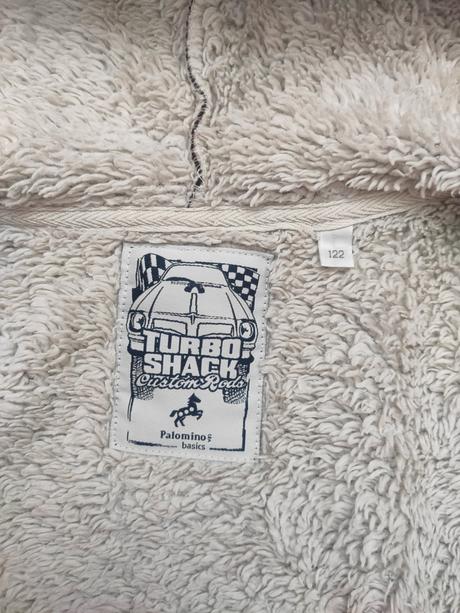 122
TURBO
SHACK
Custom Rods
Palomino
basics